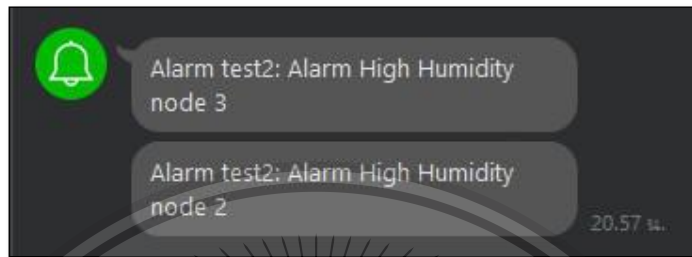 Alarm test2: Alarm High Humidity
node 3
Alarm test2: Alarm High Humidity
node 2
20.57 น.